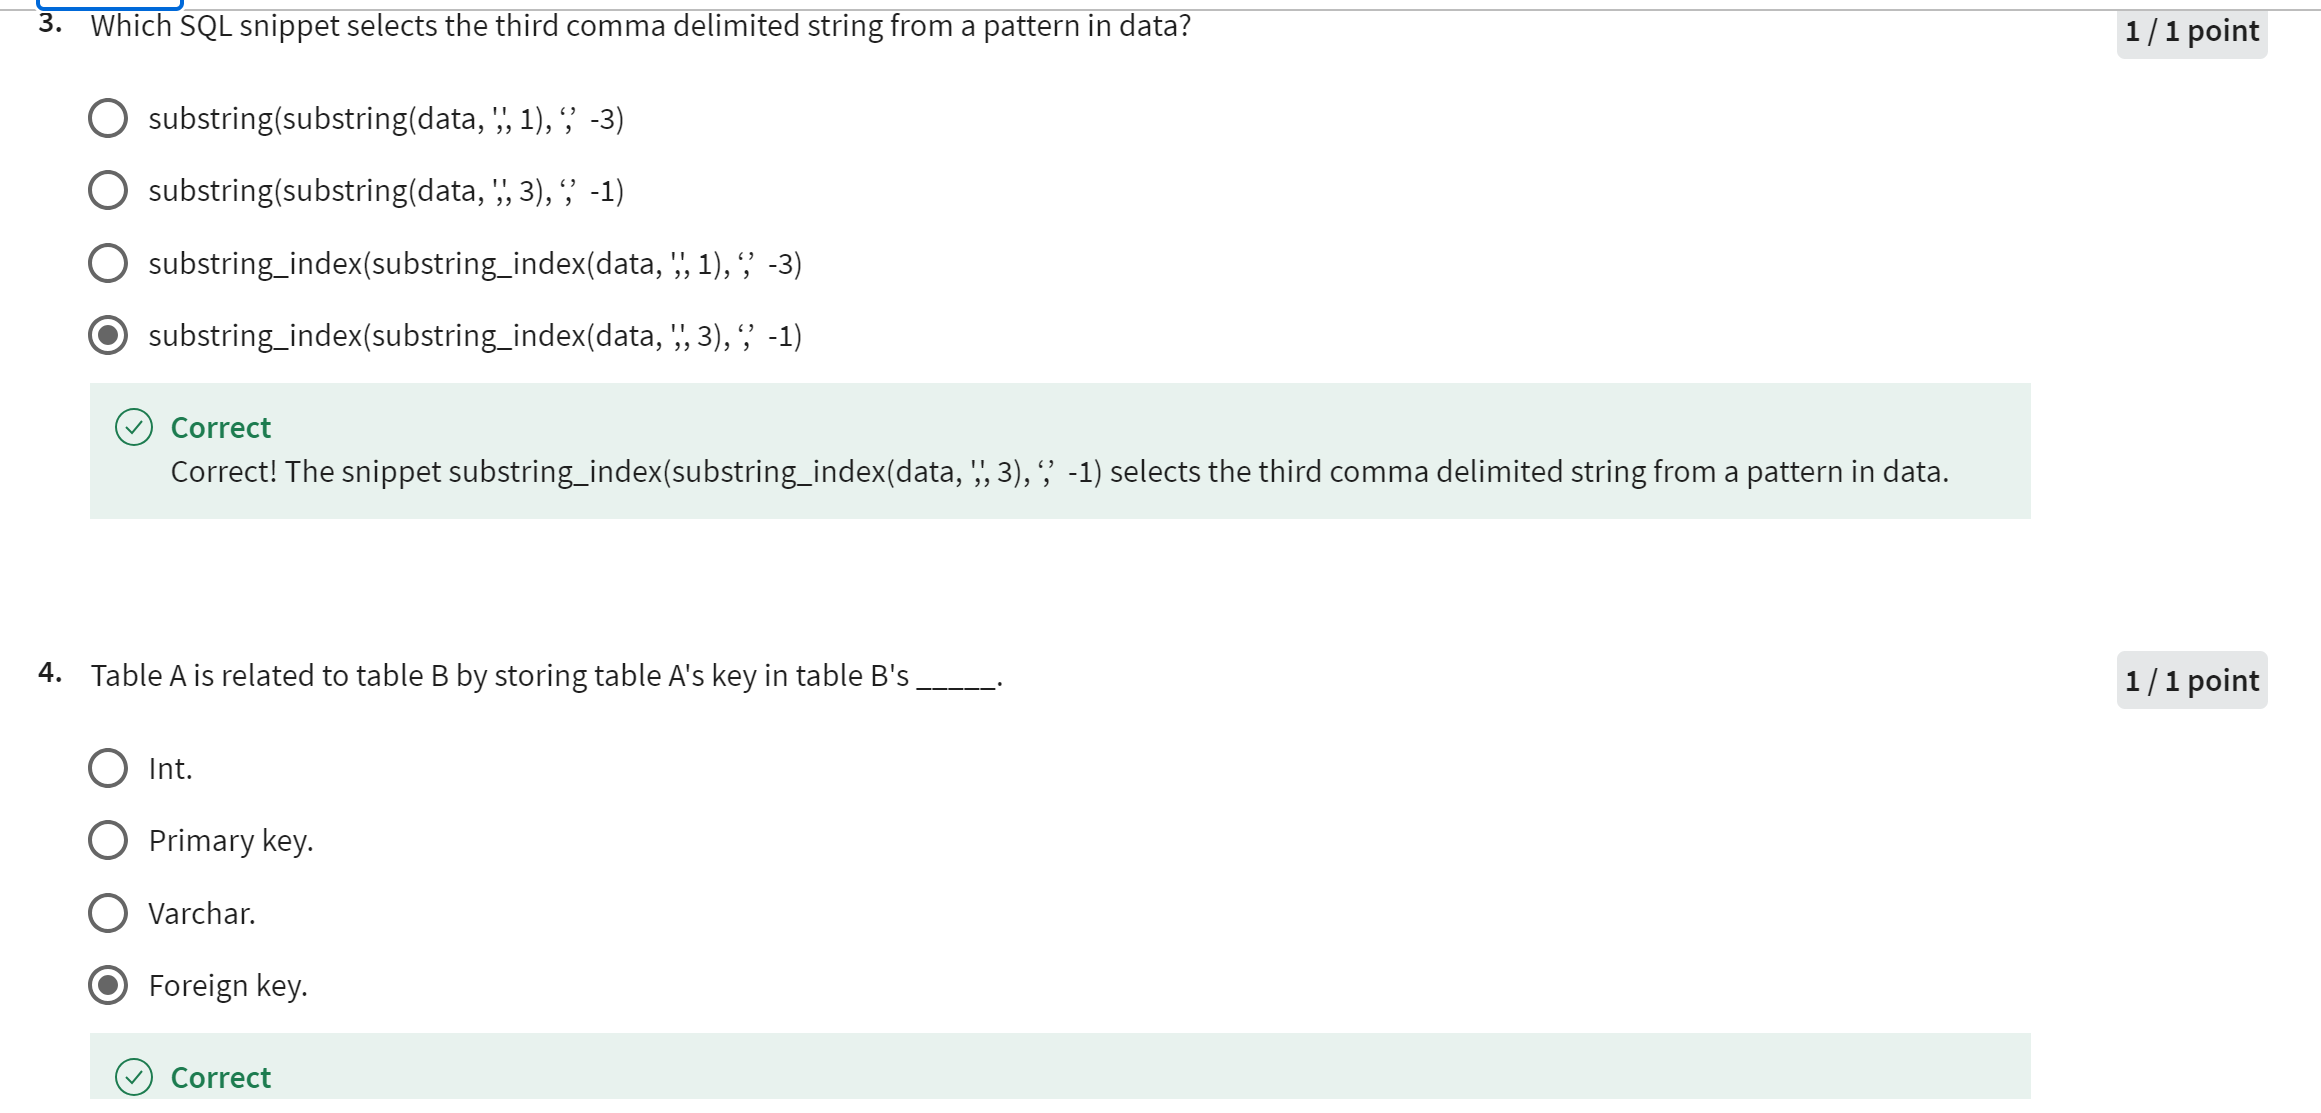 3. Which SQL snippet selects the third comma delimited string from a pattern in data?
1 / 1 point
substring(substring(data, ',', 1), ‘,’ -3)
substring(substring(data, ',', 3), ‘,’ -1)
substring_index(substring_index(data, ',', 1), ‘,’ -3)
substring_index(substring_index(data, ',', 3), ‘,’ -1)
Correct
Correct! The snippet substring_index(substring_index(data, ',', 3), ‘,’ -1) selects the third comma delimited string from a pattern in data.
4. Table A is related to table B by storing table A's key in table B's _____.
1 / 1 point
Int.
Primary key.
Varchar.
Foreign key.
Correct